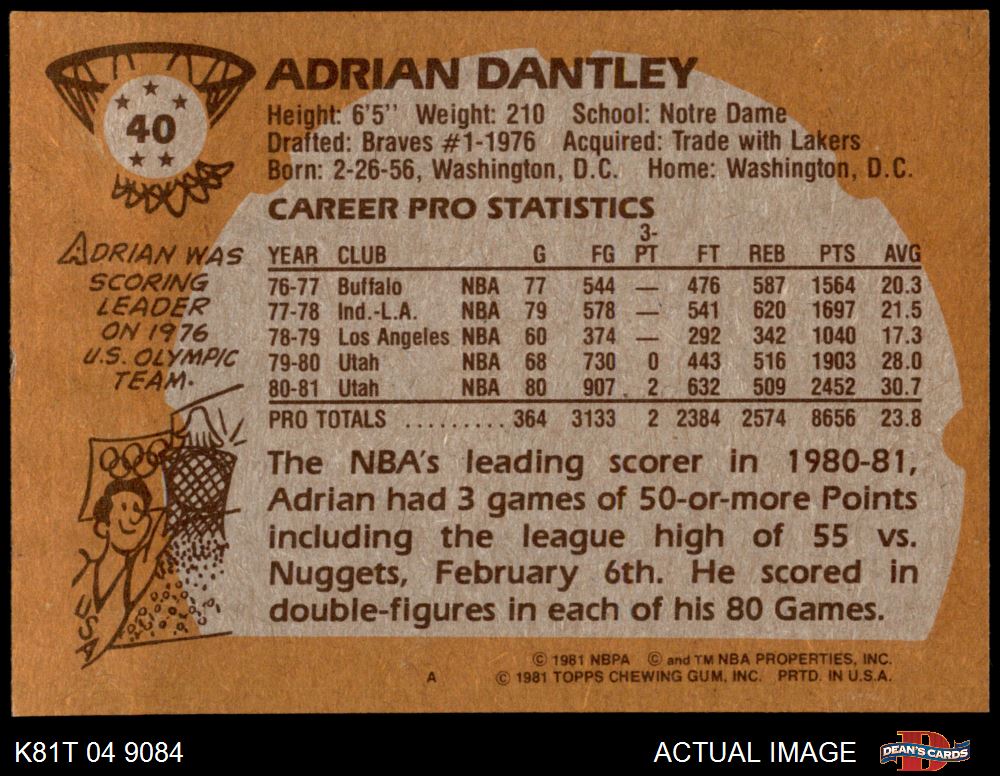 40
ADRIAN DANTLEY
Height: 6'5'' Weight: 210 School: Notre Dame
Drafted: Braves #1-1976 Acquired: Trade with Lakers
Born: 2-26-56, Washington, D.C. Home: Washington, D.C.
CAREER PRO STATISTICS
YEAR CLUB G FG 3-PT FT REB PTS AVG
76-77 Buffalo NBA 77 544 — 476 587 1564 20.3
77-78 Ind.-L.A. NBA 79 578 — 541 620 1697 21.5
78-79 Los Angeles NBA 60 374 — 292 342 1040 17.3
79-80 Utah NBA 68 730 0 443 516 1903 28.0
80-81 Utah NBA 80 907 2 632 509 2452 30.7
PRO TOTALS ......... 364 3133 2 2384 2574 8656 23.8
ADRIAN WAS
SCORING
LEADER
ON 1976
U.S. OLYMPIC
TEAM.
USA
The NBA's leading scorer in 1980-81,
Adrian had 3 games of 50-or-more Points
including the league high of 55 vs.
Nuggets, February 6th. He scored in
double-figures in each of his 80 Games.
© 1981 NBPA © and TM NBA PROPERTIES, INC.
A © 1981 TOPPS CHEWING GUM, INC. PRTD. IN U.S.A.
K81T 04 9084 ACTUAL IMAGE D DEAN'S CARDS